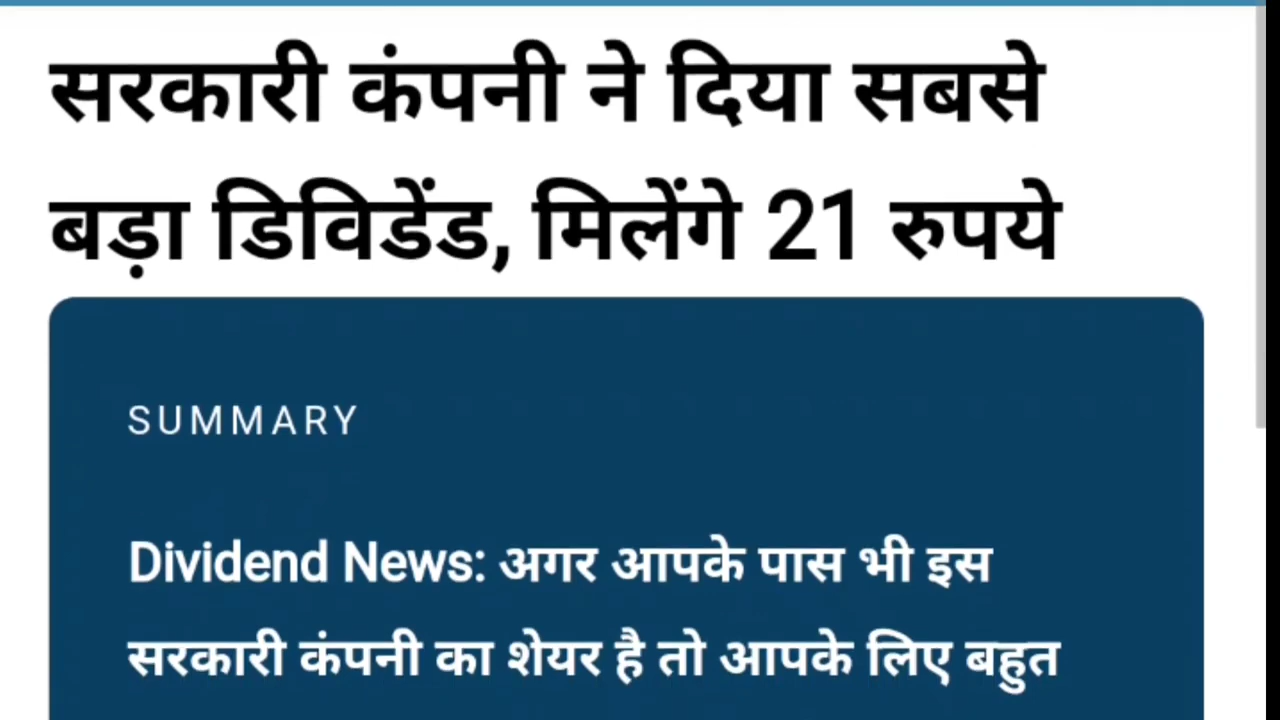 सरकारी कंपनी ने दिया सबसे
बड़ा डिविडेंड, मिलेंगे 21 रुपये
SUMMARY
Dividend News: अगर आपके पास भी इस
सरकारी कंपनी का शेयर है तो आपके लिए बहुत